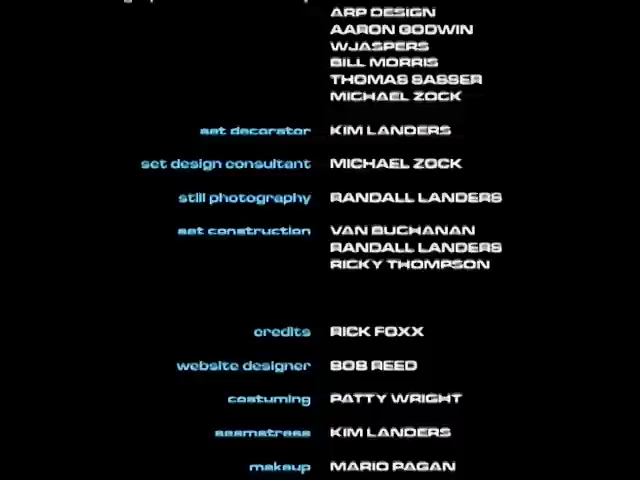 ARP DESIGN
AARON GODWIN
WJASPERS
BILL MORRIS
THOMAS SASSER
MICHAEL ZOCK
set decorator KIM LANDERS
set design consultant MICHAEL ZOCK
still photography RANDALL LANDERS
set construction VAN BUCHANAN
RANDALL LANDERS
RICKY THOMPSON
credits RICK FOXX
website designer BOB REED
costuming PATTY WRIGHT
seamstress KIM LANDERS
makeup MARIO PAGAN